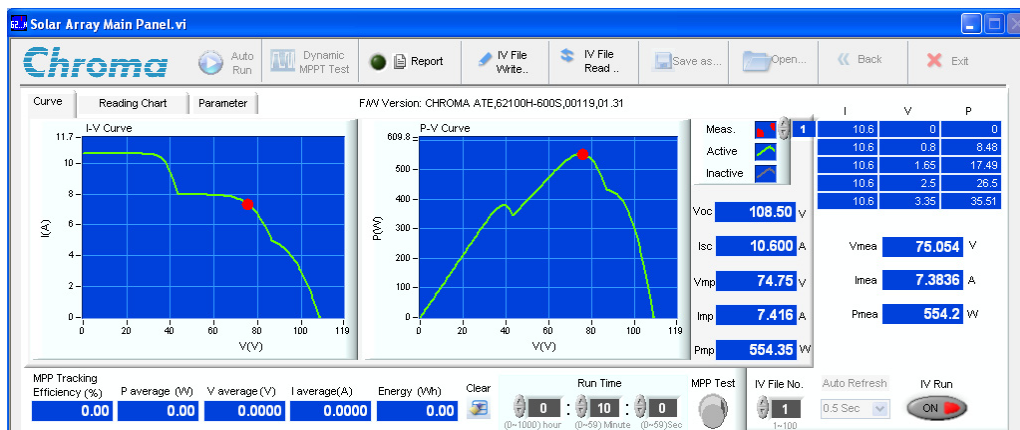 Solar Array Main Panel.vi
Chroma
Auto Run
Dynamic MPPT Test
Report
IV File Write..
IV File Read ..
Save as...
Open...
Back
Exit
Curve
Reading Chart
Parameter
F/W Version: CHROMA ATE,62100H-600S,00119,01.31
I-V Curve
11.7
10
8
6
4
2
0
I(A)
0 20 40 60 80 100 119
V(V)
P-V Curve
609.8
500
400
300
200
100
0
P(W)
0 20 40 60 80 100 119
V(V)
Meas. 1
Active
Inactive
Voc 108.50 V
Isc 10.600 A
Vmp 74.75 V
Imp 7.416 A
Pmp 554.35 W
I V P
10.6 0 0
10.6 0.8 8.48
10.6 1.65 17.49
10.6 2.5 26.5
10.6 3.35 35.51
Vmea 75.054 V
Imea 7.3836 A
Pmea 554.2 W
MPP Tracking
Efficiency (%) P average (W) V average (V) I average(A) Energy (Wh)
0.00 0.00 0.0000 0.0000 0.00
Clear
Run Time
0 : 10 : 0
(0~1000) hour (0~59) Minute (0~59)Sec
MPP Test
IV File No.
1
1~100
Auto Refresh
0.5 Sec
IV Run
ON